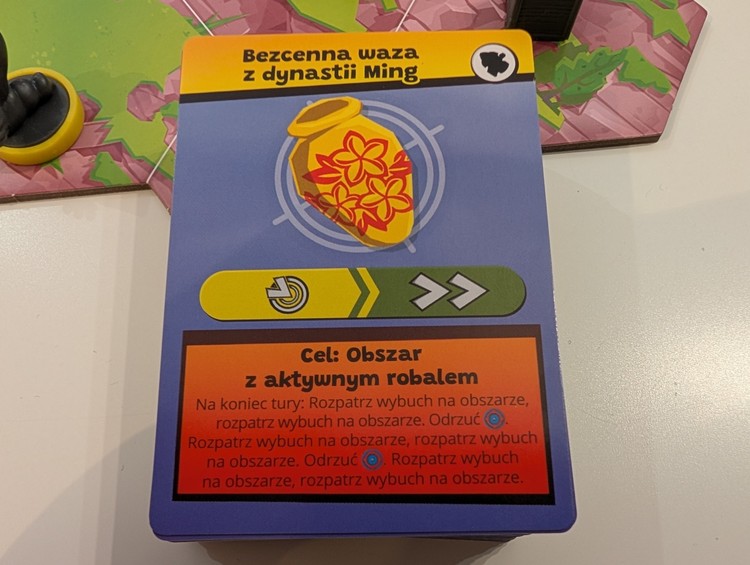 Bezcenna waza
z dynastii Ming
Cel: Obszar
z aktywnym robalem
Na koniec tury: Rozpatrz wybuch na obszarze,
rozpatrz wybuch na obszarze. Odrzuć .
Rozpatrz wybuch na obszarze, rozpatrz wybuch
na obszarze. Odrzuć . Rozpatrz wybuch
na obszarze, rozpatrz wybuch na obszarze.